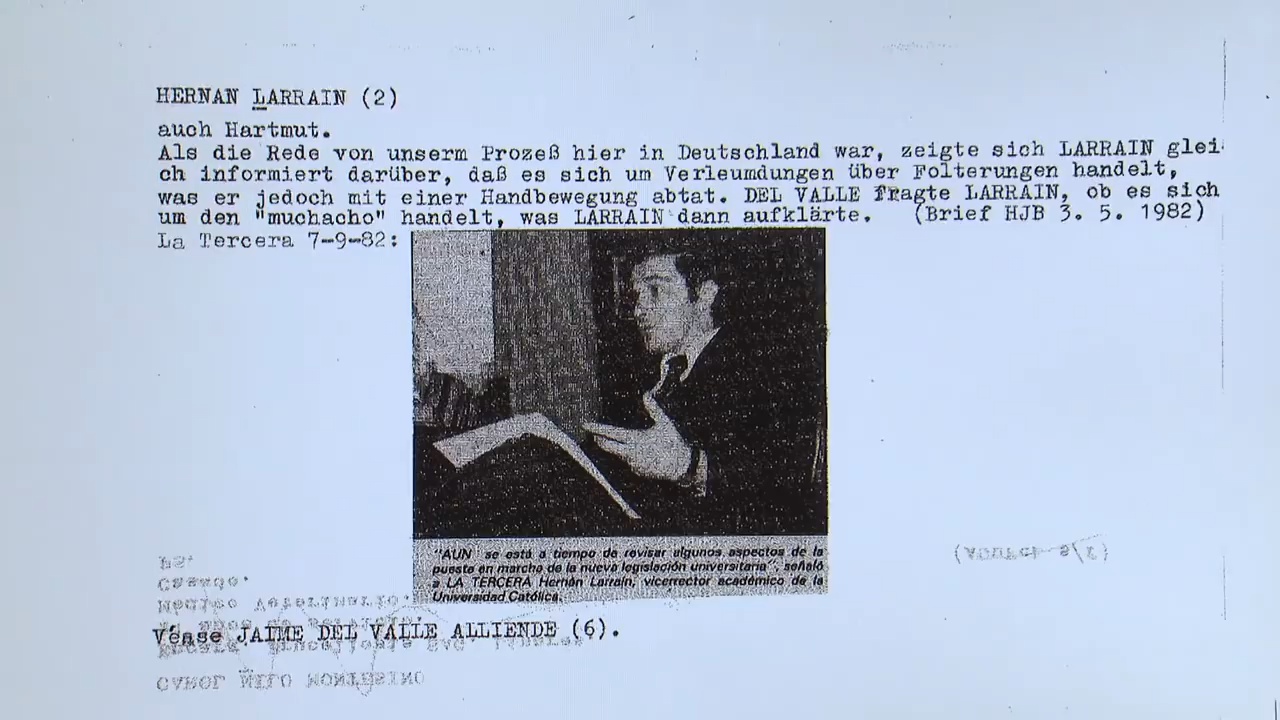 HERNAN LARRAIN (2)
auch Hartmut.
Als die Rede von unserm Prozeß hier in Deutschland war, zeigte sich LARRAIN glei
ch informiert darüber, daß es sich um Verleumdungen über Folterungen handelt,
was er jedoch mit einer Handbewegung abtat. DEL VALLE fragte LARRAIN, ob es sich
um den "muchacho" handelt, was LARRAIN dann aufklärte. (Brief HJB 3. 5. 1982)
La Tercera 7-9-82:
"AUN se está a tiempo de revisar algunos aspectos de la
puesta en marcha de la nueva legislación universitaria", señaló
a LA TERCERA Hernán Larraín, vicerrector académico de la
Universidad Católica.
Véase JAIME DEL VALLE ALLIENDE (6).